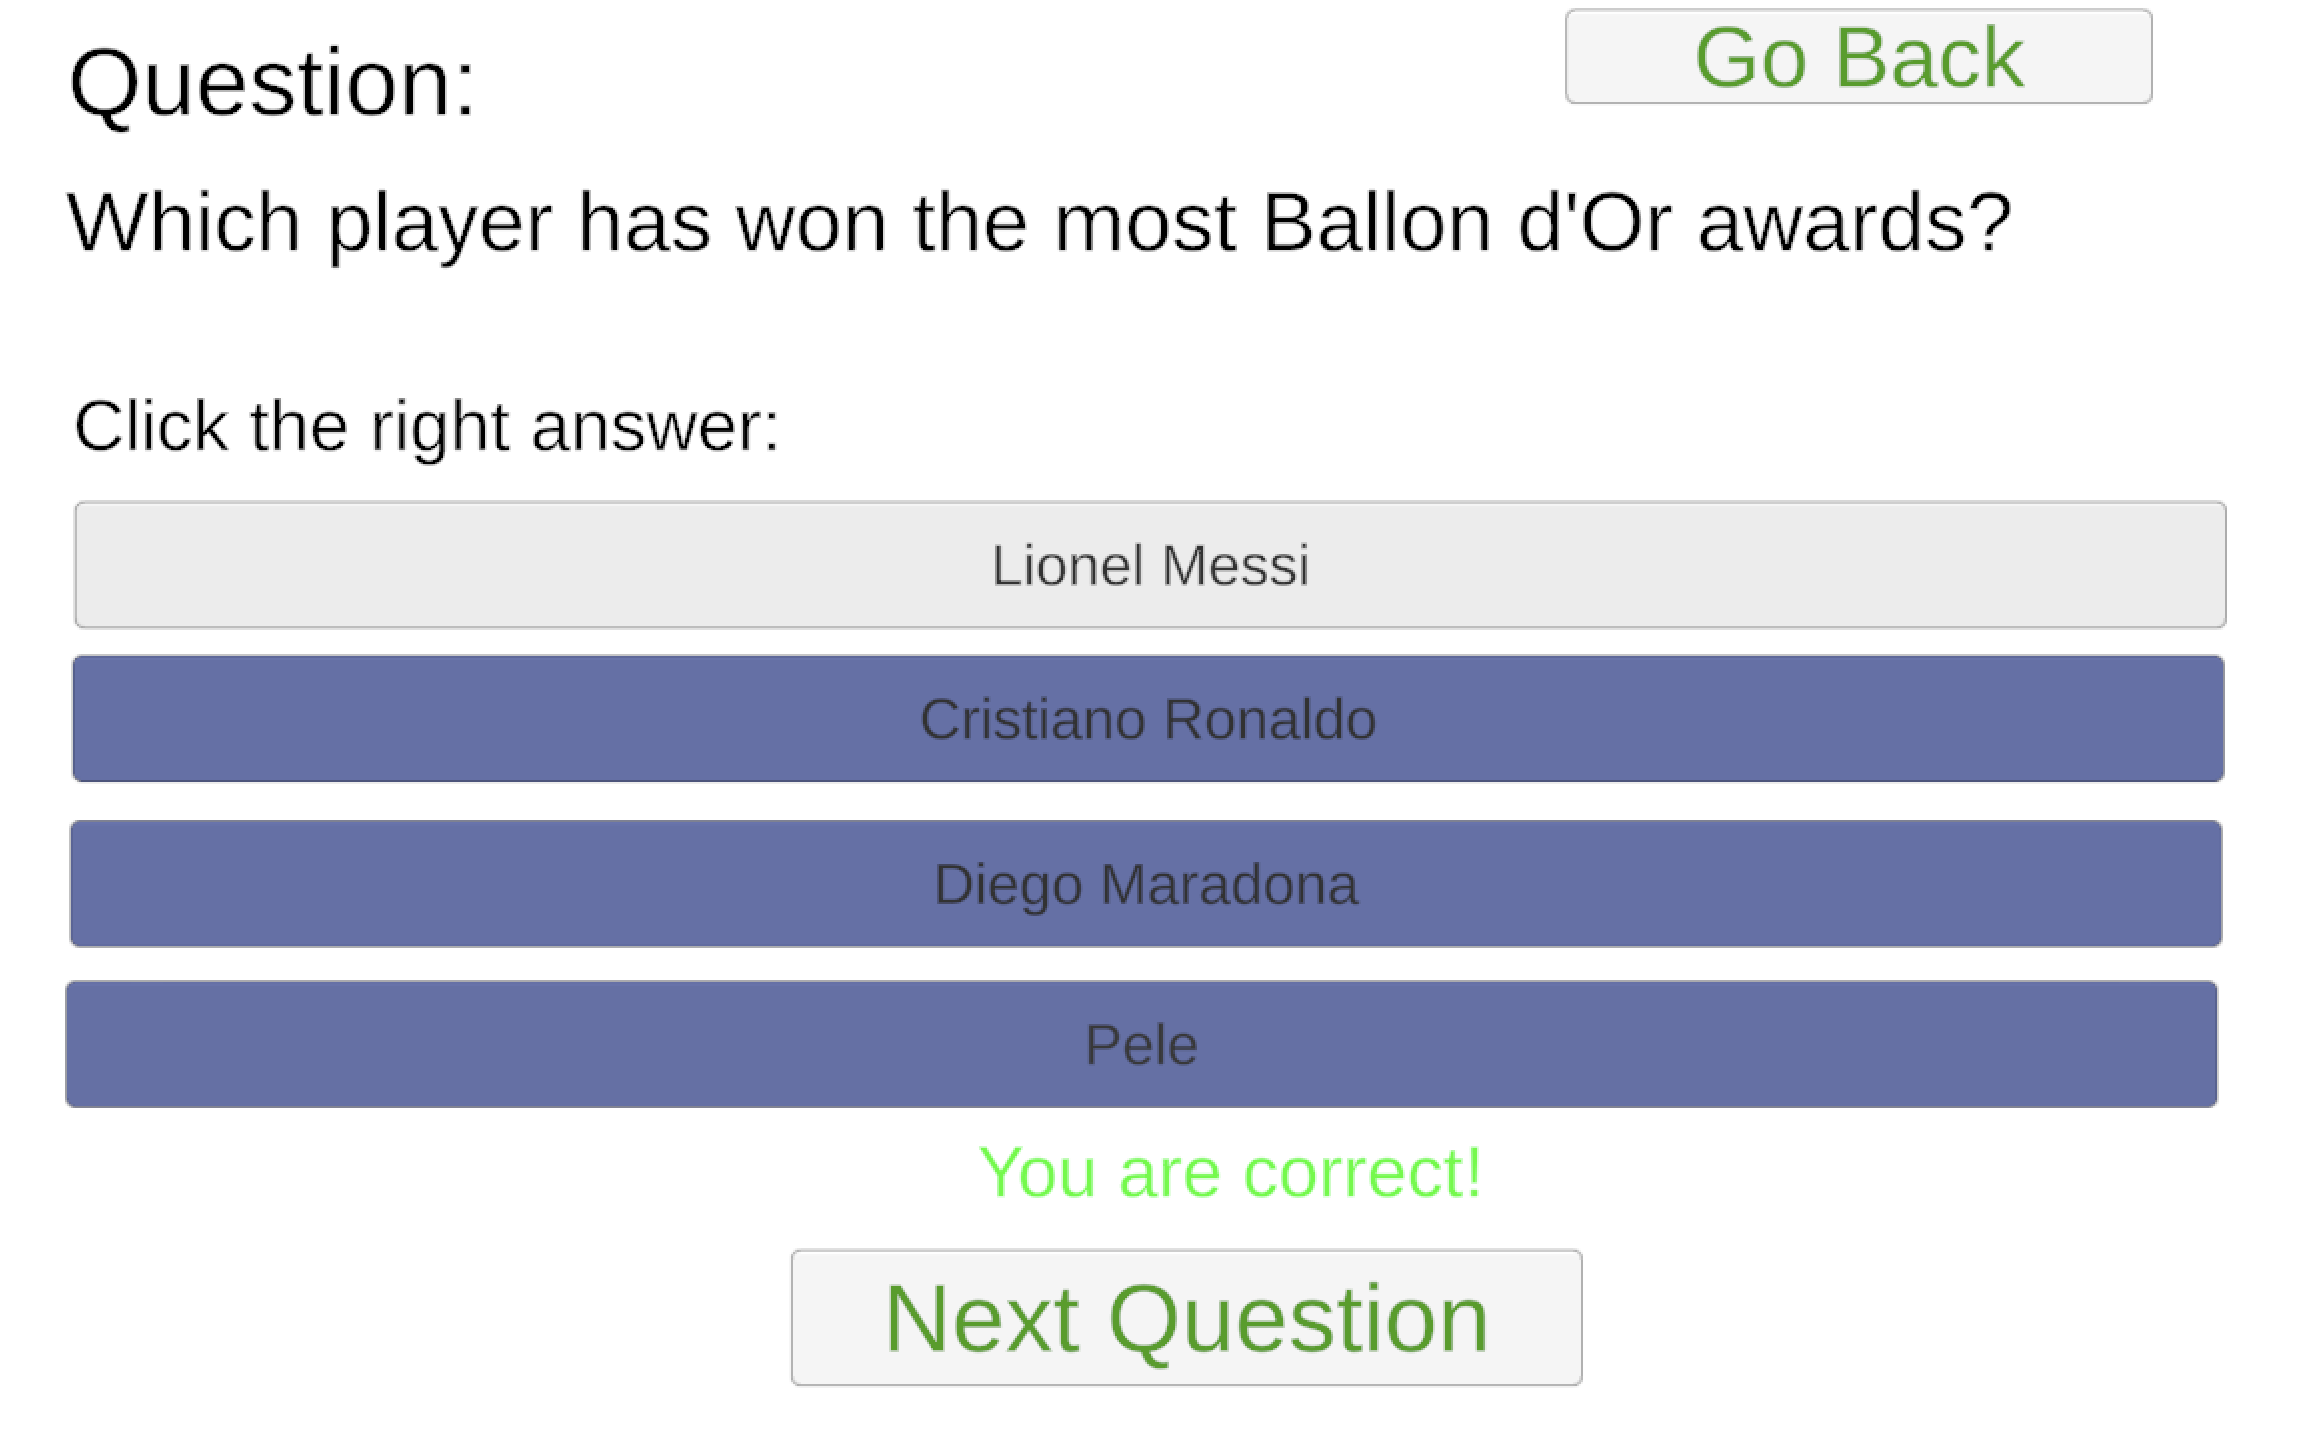 Go Back
Question:
Which player has won the most Ballon d'Or awards?
Click the right answer:
Lionel Messi
Cristiano Ronaldo
Diego Maradona
Pele
You are correct!
Next Question